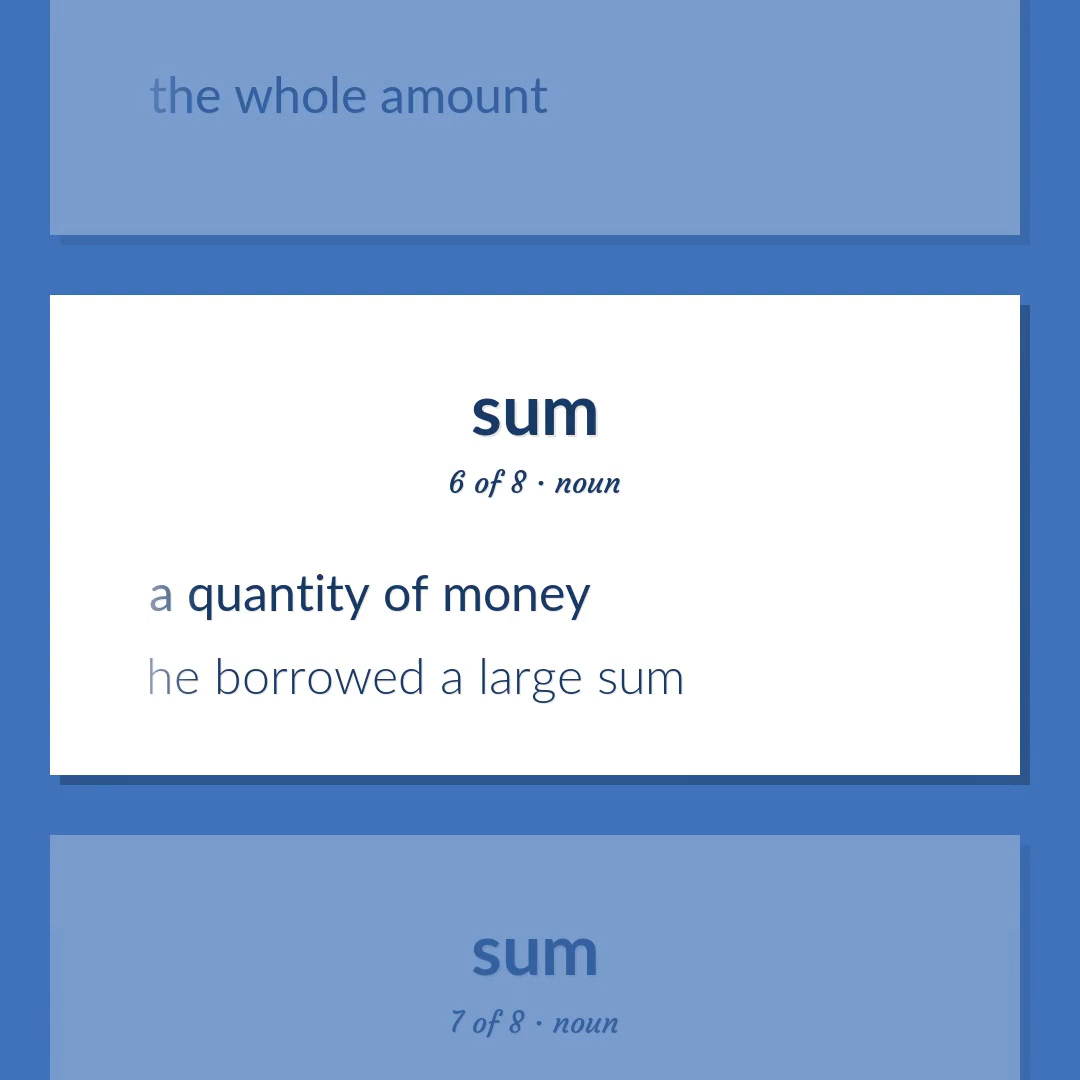 the whole amount
sum
6 of 8 · noun
a quantity of money
he borrowed a large sum
sum
7 of 8 · noun